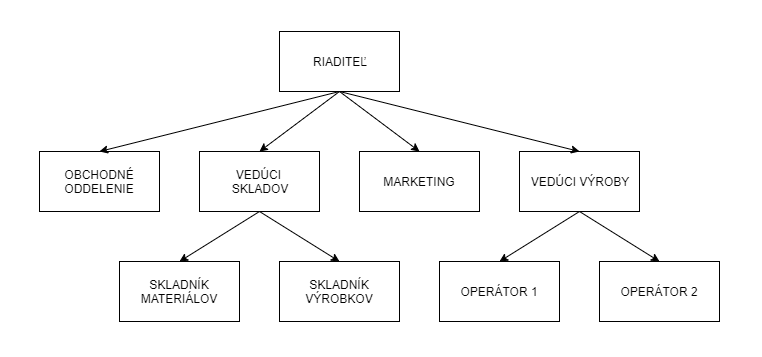 RIADITEĽ
OBCHODNÉ
ODDELENIE
VEDÚCI
SKLADOV
MARKETING
VEDÚCI VÝROBY
SKLADNÍK
MATERIÁLOV
SKLADNÍK
VÝROBKOV
OPERÁTOR 1
OPERÁTOR 2